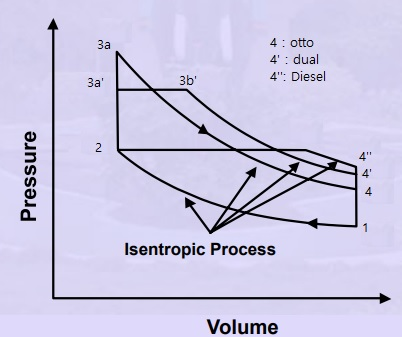 3a
4 : otto
4' : dual
4": Diesel
3a'
3b'
2
4"
4'
4
1
Pressure
Isentropic Process
Volume